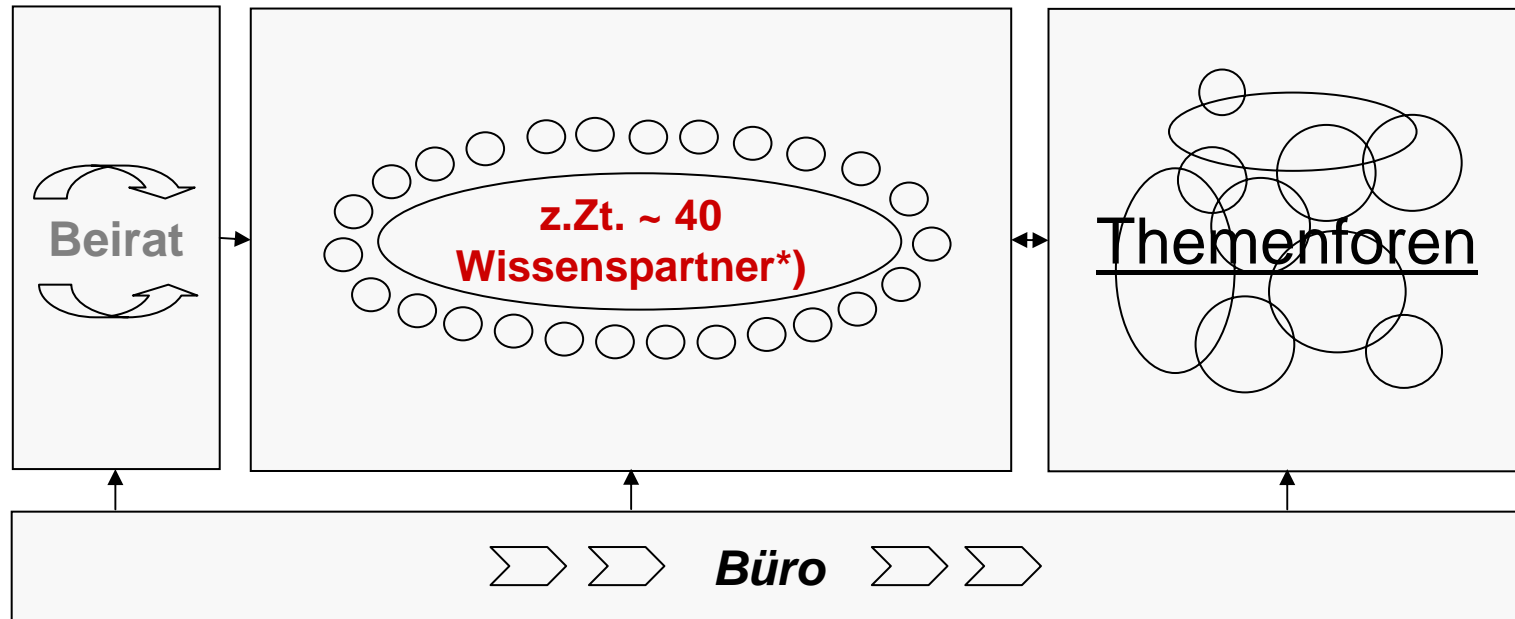 Beirat
z.Zt. ~ 40
Wissenspartner*)
Themenforen
Büro